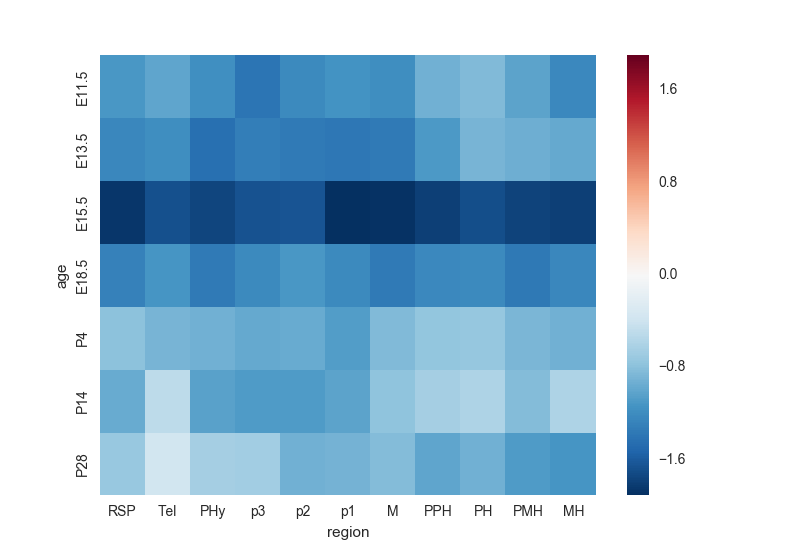 E11.5
E13.5
E15.5
E18.5
P4
P14
P28
age
RSP Tel PHy p3 p2 p1 M PPH PH PMH MH
region
1.6
0.8
0.0
−0.8
−1.6